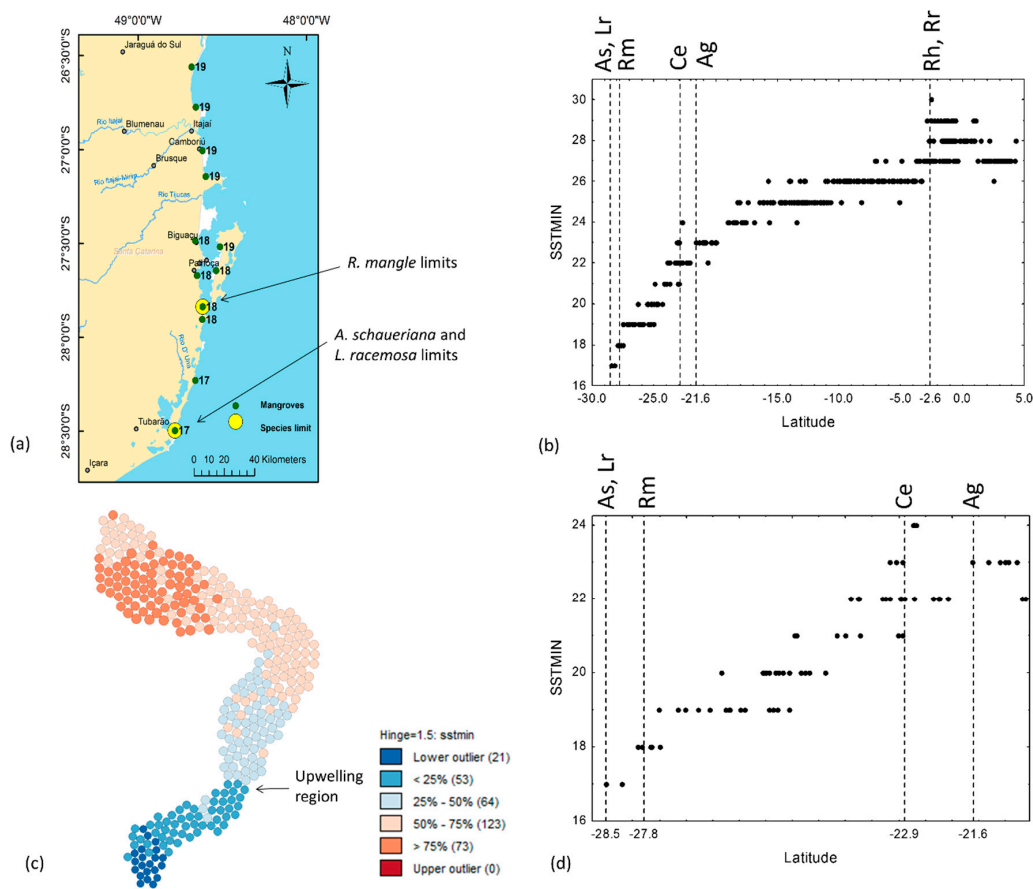 49°0'0"W
48°0'0"W
26°30'0"S
27°0'0"S
27°30'0"S
28°0'0"S
28°30'0"S
Jaraguá do Sul
N
19
19
Rio Itajaí
Blumenau
Itajaí
Camboriú
19
Brusque
19
Rio Tijucas
Biguaçu
18
19
Santa Catarina
Palhoça
18
18
18
18
Rio D' Una
17
Mangroves
Tubarão
17
Species limit
Içara
0 10 20 40 Kilometers
R. mangle limits
A. schaueriana and
L. racemosa limits
(a)
As, Lr
Rm
Ce
Ag
Rh, Rr
SSTMIN
30
28
26
24
22
20
18
16
-30.0 -25.0 -21.6 -15.0 -10.0 -5.0 -2.6 0.0 5.0
Latitude
(b)
Upwelling
region
Hinge=1.5: sstmin
Lower outlier (21)
< 25% (53)
25% - 50% (64)
50% - 75% (123)
> 75% (73)
Upper outlier (0)
(c)
As, Lr
Rm
Ce
Ag
SSTMIN
24
22
20
18
16
-28.5 -27.8 -22.9 -21.6
Latitude
(d)